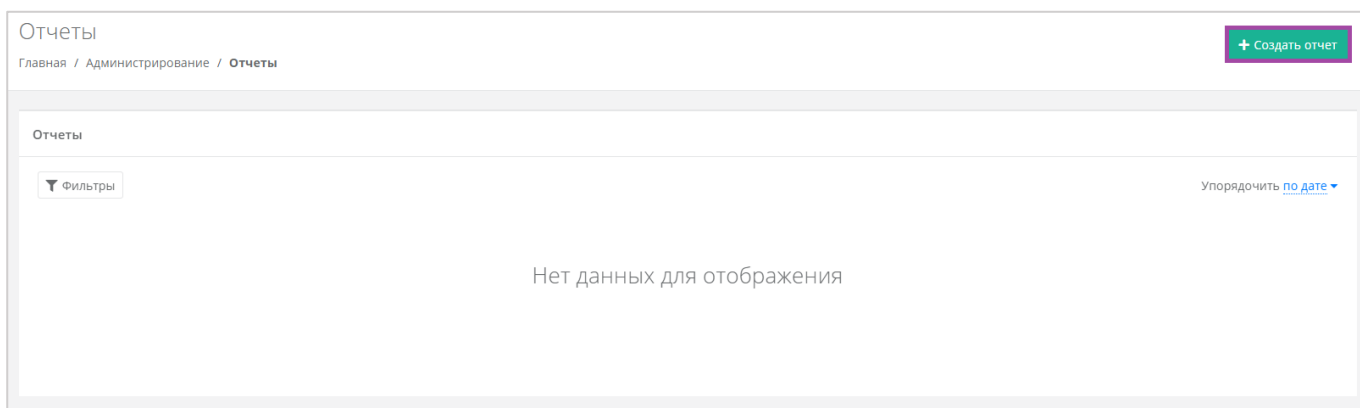 Отчеты
+ Создать отчет
Главная / Администрирование / Отчеты
Отчеты
Фильтры
Упорядочить по дате
Нет данных для отображения